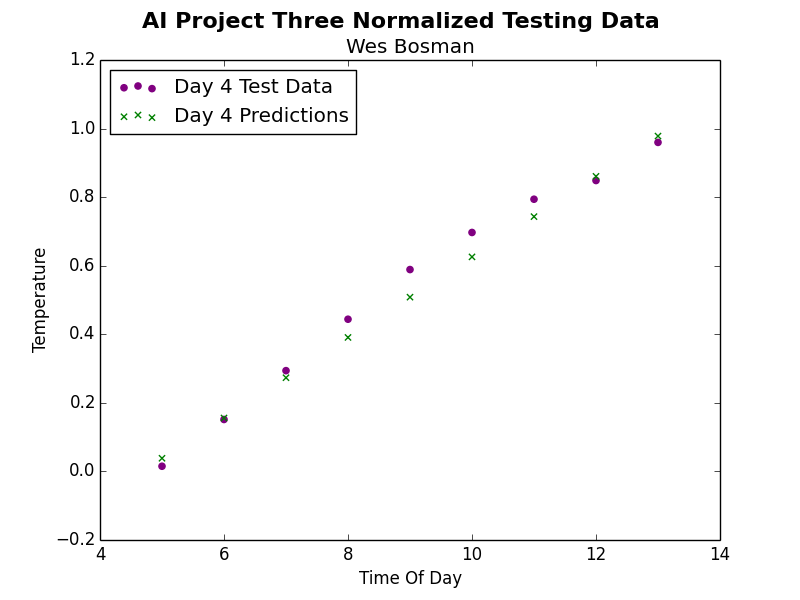 AI Project Three Normalized Testing Data
Wes Bosman
Day 4 Test Data
Day 4 Predictions
1.2
1.0
0.8
0.6
0.4
0.2
0.0
−0.2
Temperature
4 6 8 10 12 14
Time Of Day